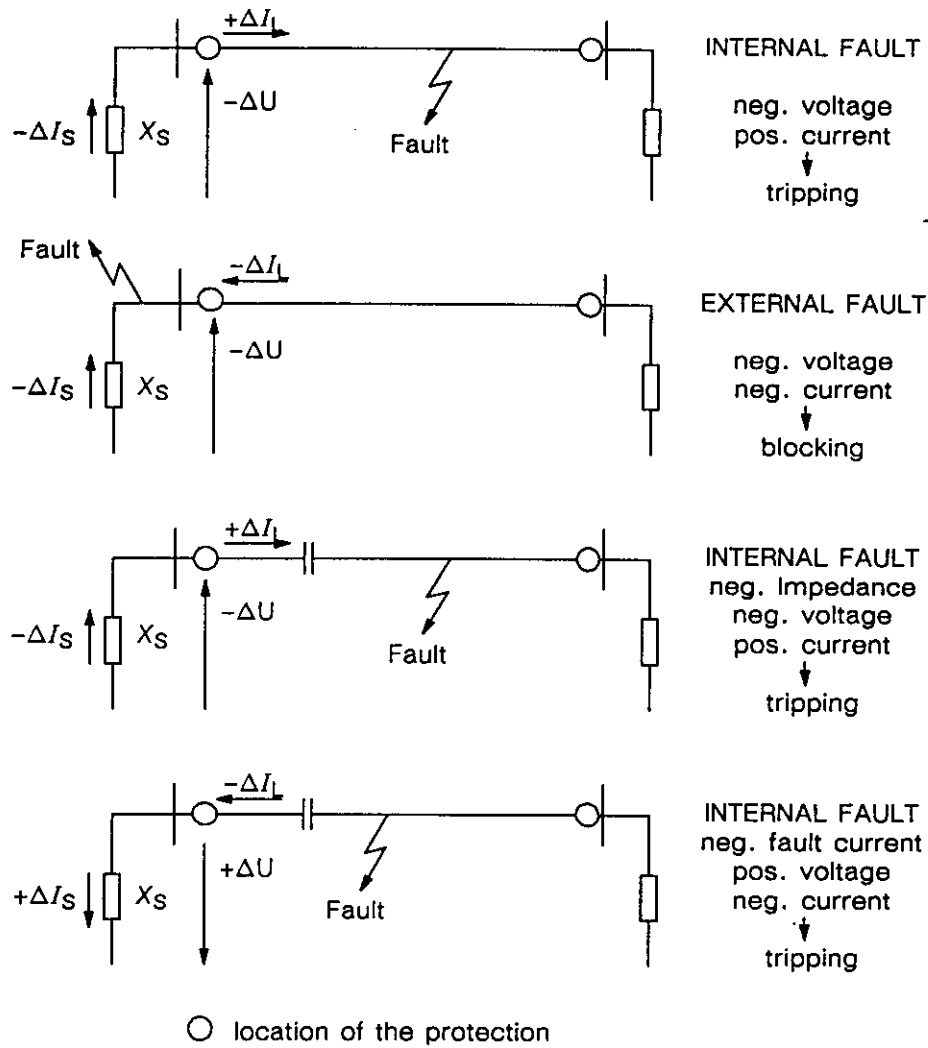 +ΔI_L
INTERNAL FAULT
−ΔU
neg. voltage
−ΔI_S
X_S
Fault
pos. current
tripping
Fault
−ΔI_L
EXTERNAL FAULT
−ΔU
neg. voltage
−ΔI_S
X_S
neg. current
blocking
+ΔI_L
INTERNAL FAULT
neg. Impedance
−ΔU
neg. voltage
−ΔI_S
X_S
Fault
pos. current
tripping
−ΔI_L
INTERNAL FAULT
neg. fault current
+ΔU
pos. voltage
+ΔI_S
X_S
Fault
neg. current
tripping
location of the protection